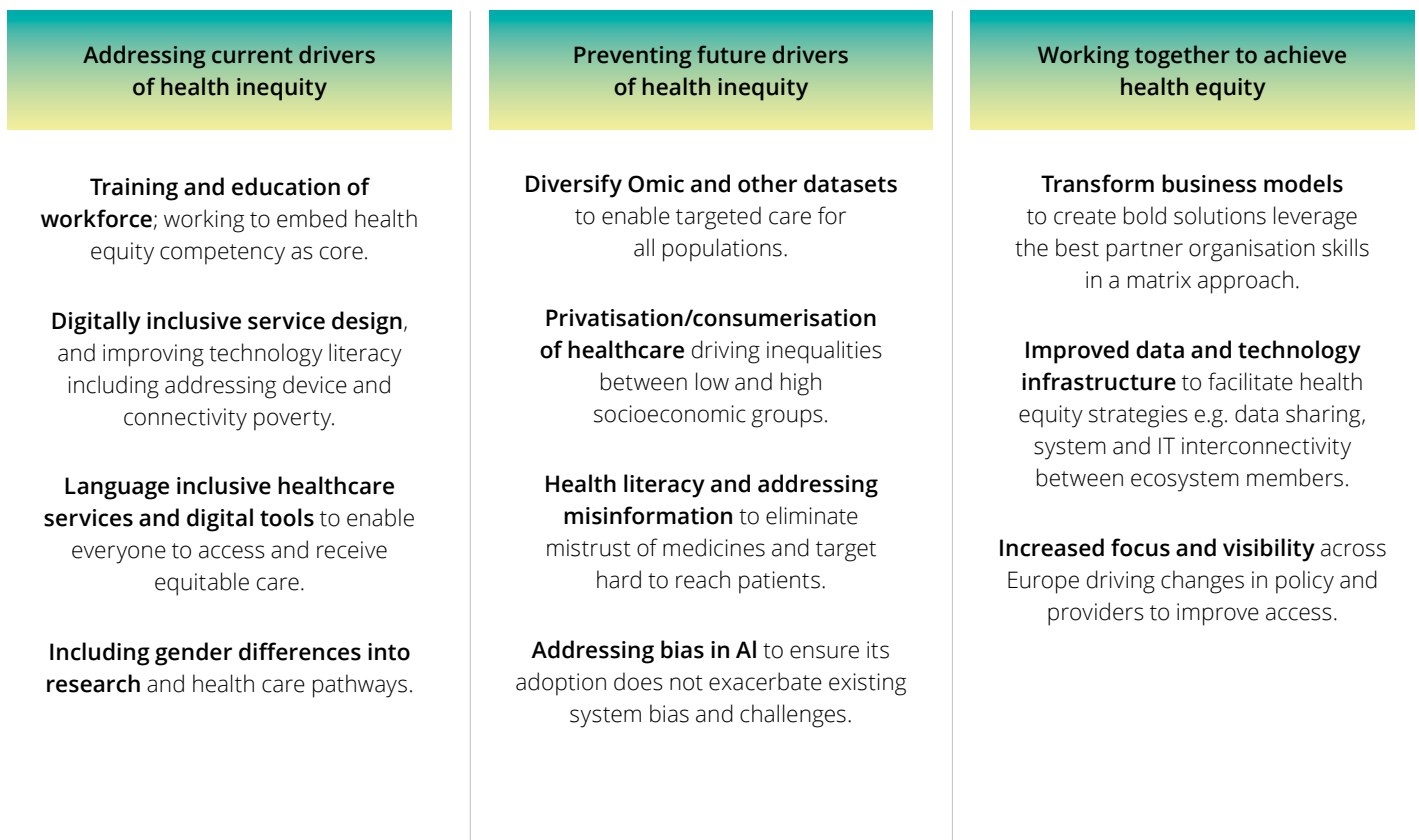 Addressing current drivers
of health inequity
Training and education of
workforce; working to embed health
equity competency as core.
Digitally inclusive service design,
and improving technology literacy
including addressing device and
connectivity poverty.
Language inclusive healthcare
services and digital tools to enable
everyone to access and receive
equitable care.
Including gender differences into
research and health care pathways.
Preventing future drivers
of health inequity
Diversify Omic and other datasets
to enable targeted care for
all populations.
Privatisation/consumerisation
of healthcare driving inequalities
between low and high
socioeconomic groups.
Health literacy and addressing
misinformation to eliminate
mistrust of medicines and target
hard to reach patients.
Addressing bias in Al to ensure its
adoption does not exacerbate existing
system bias and challenges.
Working together to achieve
health equity
Transform business models
to create bold solutions leverage
the best partner organisation skills
in a matrix approach.
Improved data and technology
infrastructure to facilitate health
equity strategies e.g. data sharing,
system and IT interconnectivity
between ecosystem members.
Increased focus and visibility across
Europe driving changes in policy and
providers to improve access.